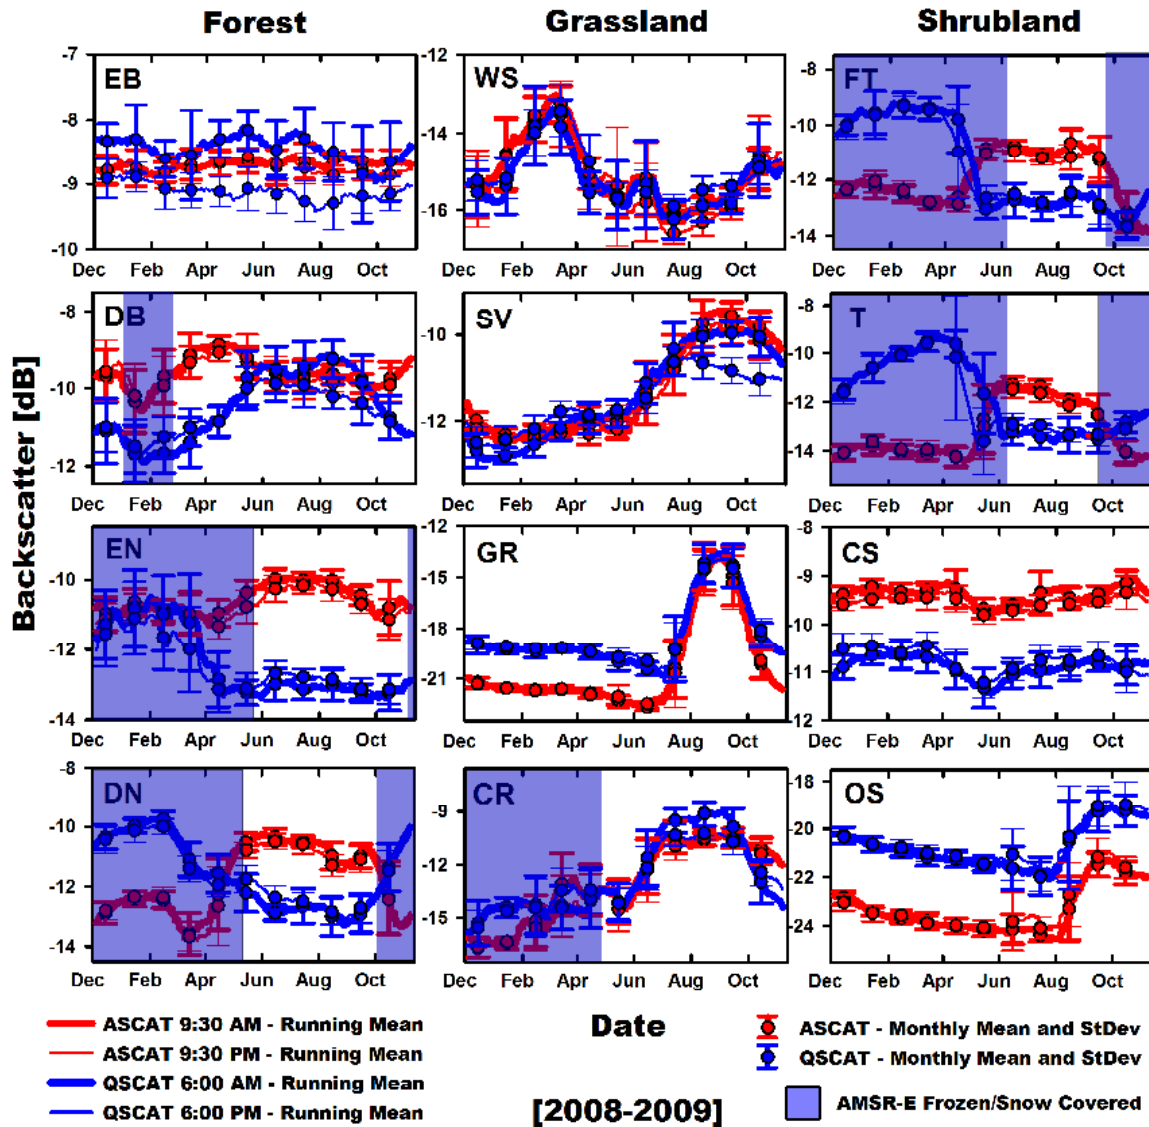 Forest Grassland Shrubland
-7 -8 -9 -10
EB
Dec Feb Apr Jun Aug Oct
-12 -14 -16
WS
Dec Feb Apr Jun Aug Oct
-8 -10 -12 -14
FT
Dec Feb Apr Jun Aug Oct
-8 -10 -12
DB
Dec Feb Apr Jun Aug Oct
-10 -12
SV
Dec Feb Apr Jun Aug Oct
-8 -10 -12 -14
T
Dec Feb Apr Jun Aug Oct
Backscatter [dB]
-10 -12 -14
EN
Dec Feb Apr Jun Aug Oct
-12 -15 -18 -21
GR
Dec Feb Apr Jun Aug Oct
-8 -9 -10 -11 12
CS
Dec Feb Apr Jun Aug Oct
-8 -10 -12 -14
DN
Dec Feb Apr Jun Aug Oct
-9 -12 -15
CR
Dec Feb Apr Jun Aug Oct
-18 -20 -22 -24
OS
Dec Feb Apr Jun Aug Oct
Date
[2008-2009]
ASCAT 9:30 AM - Running Mean
ASCAT 9:30 PM - Running Mean
QSCAT 6:00 AM - Running Mean
QSCAT 6:00 PM - Running Mean
ASCAT - Monthly Mean and StDev
QSCAT - Monthly Mean and StDev
AMSR-E Frozen/Snow Covered